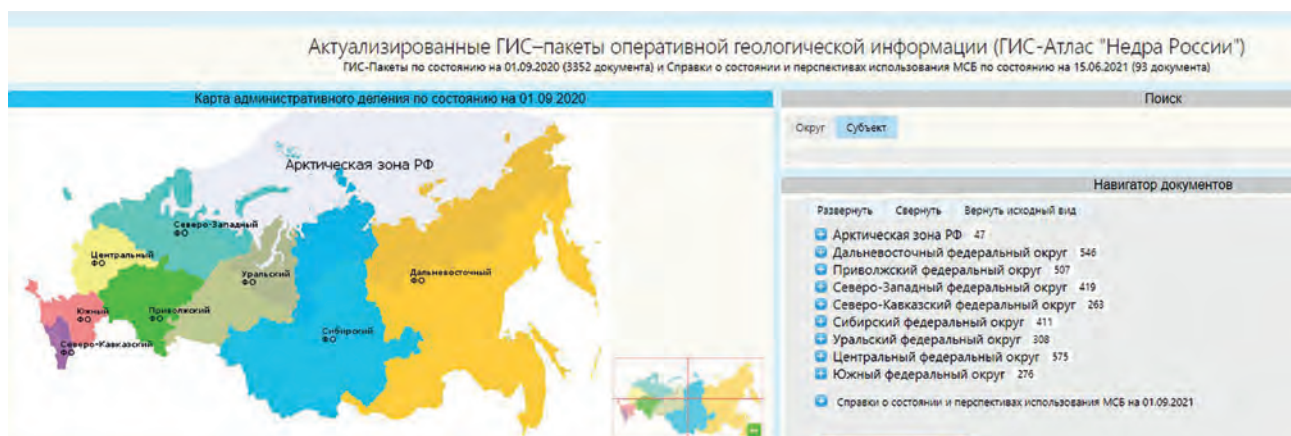 Актуализированные ГИС–пакеты оперативной геологической информации (ГИС-Атлас "Недра России")
ГИС-Пакеты по состоянию на 01.09.2020 (3352 документа) и Справки о состоянии и перспективах использования МСБ по состоянию на 15.06.2021 (93 документа)
Карта административного деления по состоянию на 01.09.2020
Арктическая зона РФ
Северо-Западный
ФО
Центральный
ФО
Уральский
ФО
Дальневосточный
ФО
Южный
ФО
Приволжский
ФО
Северо-Кавказский
ФО
Сибирский
ФО
Поиск
Округ Субъект
Навигатор документов
Развернуть Свернуть Вернуть исходный вид
Арктическая зона РФ 47
Дальневосточный федеральный округ 546
Приволжский федеральный округ 507
Северо-Западный федеральный округ 419
Северо-Кавказский федеральный округ 263
Сибирский федеральный округ 411
Уральский федеральный округ 308
Центральный федеральный округ 575
Южный федеральный округ 276
Справки о состоянии и перспективах использования МСБ на 01.09.2021